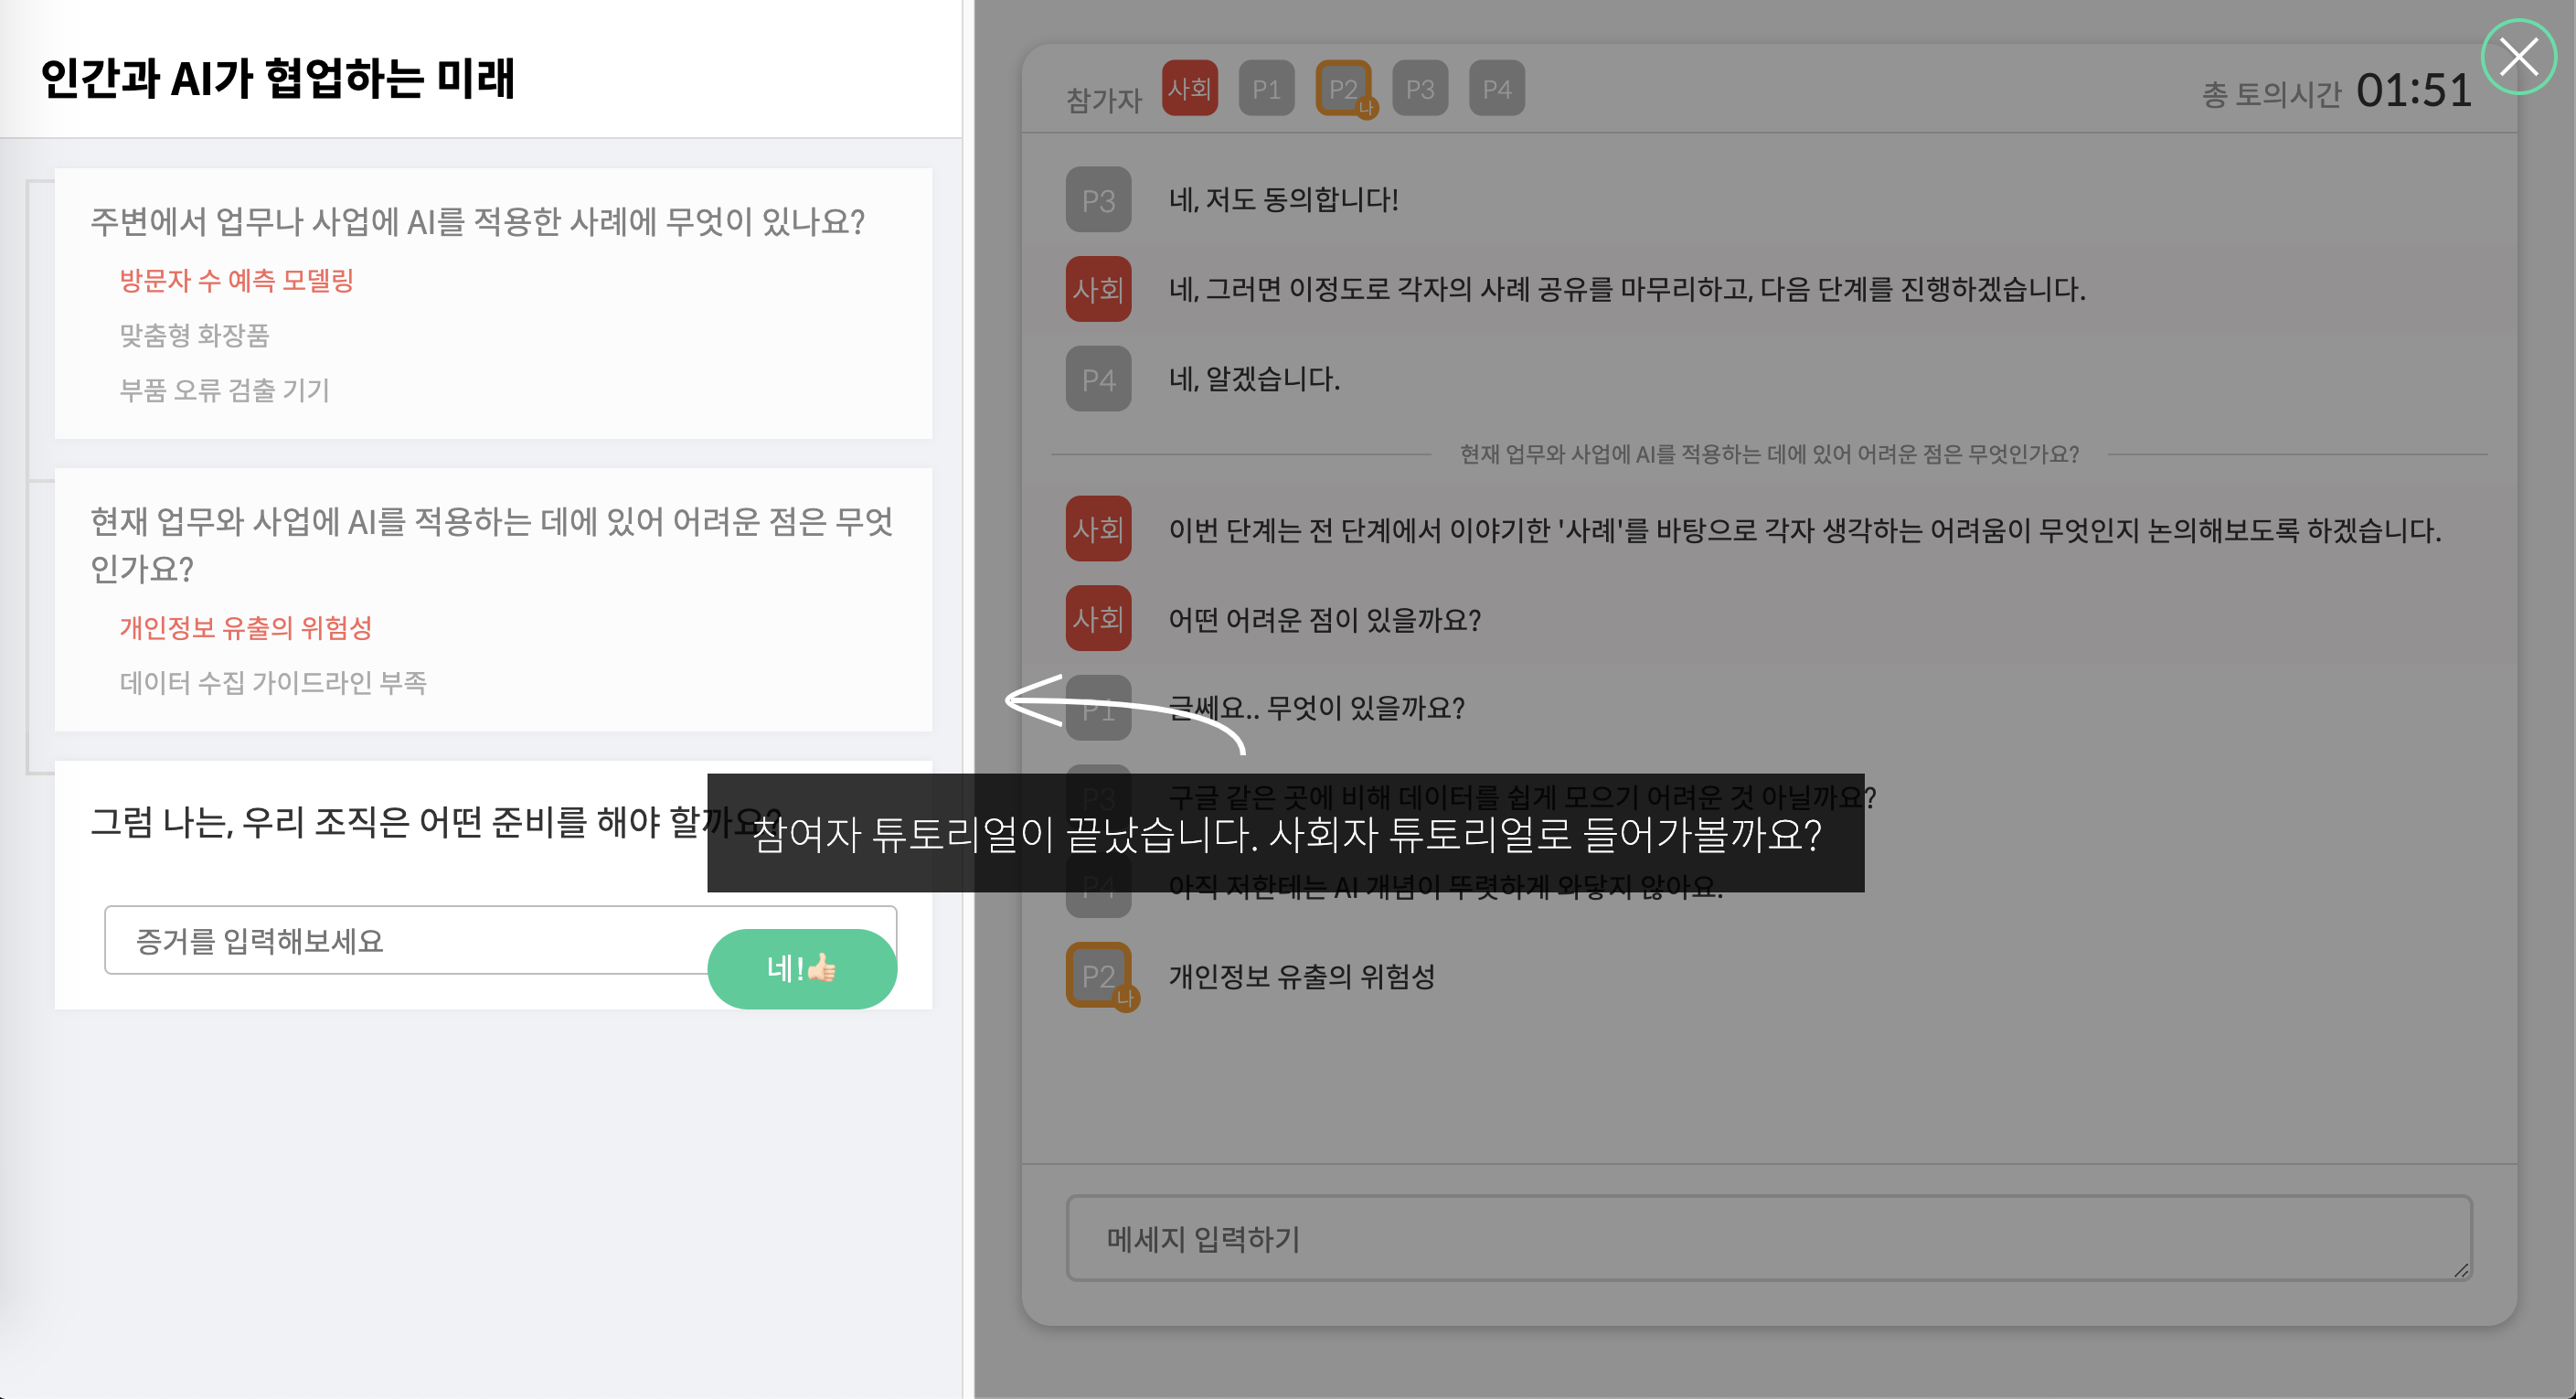 인간과 AI가 협업하는 미래
주변에서 업무나 사업에 AI를 적용한 사례에 무엇이 있나요?
방문자 수 예측 모델링
맞춤형 화장품
부품 오류 검출 기기
현재 업무와 사업에 AI를 적용하는 데에 있어 어려운 점은 무엇
인가요?
개인정보 유출의 위험성
데이터 수집 가이드라인 부족
그럼 나는, 우리 조직은 어떤 준비를 해야 할까요?
증거를 입력해보세요
네!👍🏻
참여자 튜토리얼이 끝났습니다. 사회자 튜토리얼로 들어가볼까요?
참가자 사회 P1 P2 나 P3 P4
총 토의시간 01:51
P3 네, 저도 동의합니다!
사회 네, 그러면 이정도로 각자의 사례 공유를 마무리하고, 다음 단계를 진행하겠습니다.
P4 네, 알겠습니다.
현재 업무와 사업에 AI를 적용하는 데에 있어 어려운 점은 무엇인가요?
사회 이번 단계는 전 단계에서 이야기한 '사례'를 바탕으로 각자 생각하는 어려움이 무엇인지 논의해보도록 하겠습니다.
사회 어떤 어려운 점이 있을까요?
P1 글쎄요.. 무엇이 있을까요?
P3 구글 같은 곳에 비해 데이터를 쉽게 모으기 어려운 것 아닐까요?
P4 아직 저한테는 AI 개념이 뚜렷하게 와닿지 않아요.
P2 나 개인정보 유출의 위험성
메세지 입력하기